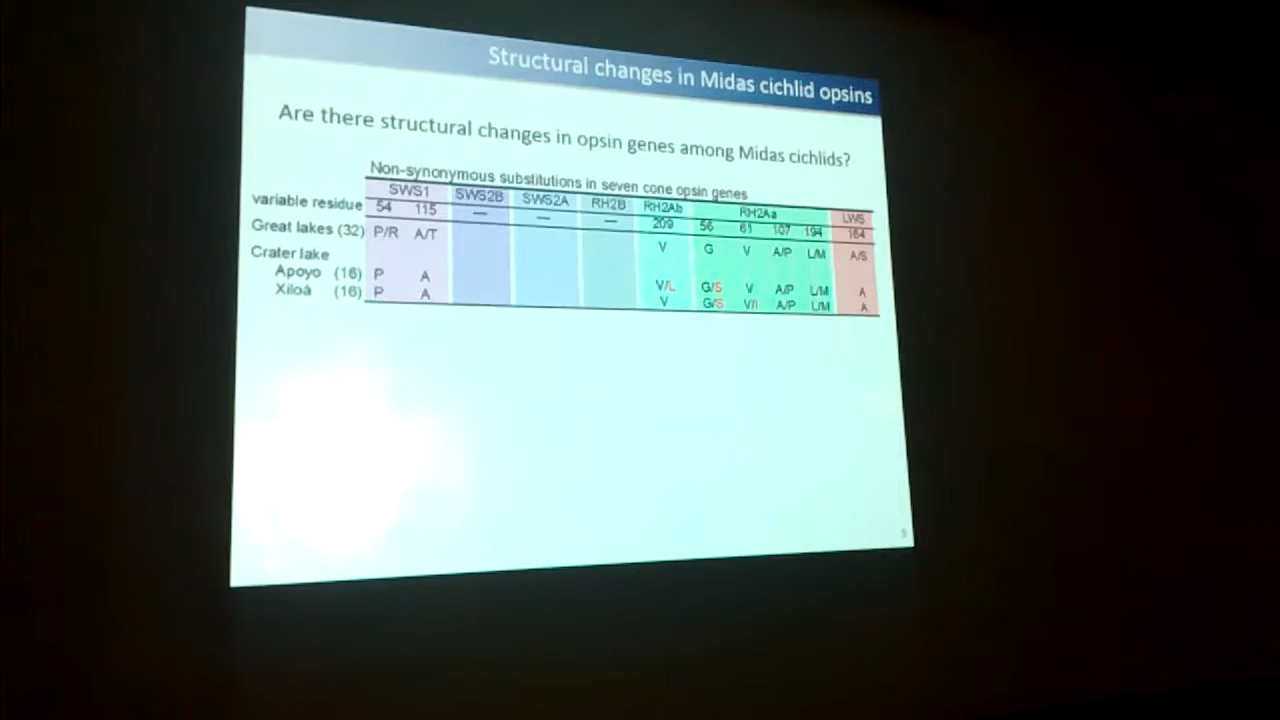 Structural changes in Midas cichlid opsins
Are there structural changes in opsin genes among Midas cichlids?
Non-synonymous substitutions in seven cone opsin genes
SWS1 SWS2B SWS2A RH2B RH2Ab RH2Aa LWS
variable residue 54 115 — — — 209 56 61 107 194 164
Great lakes (32) P/R A/T V G V A/P L/M A/S
Crater lake
Apoyo (16) P A V/L G/S V A/P L/M A
Xiloá (16) P A V G/S V/I A/P L/M A
9